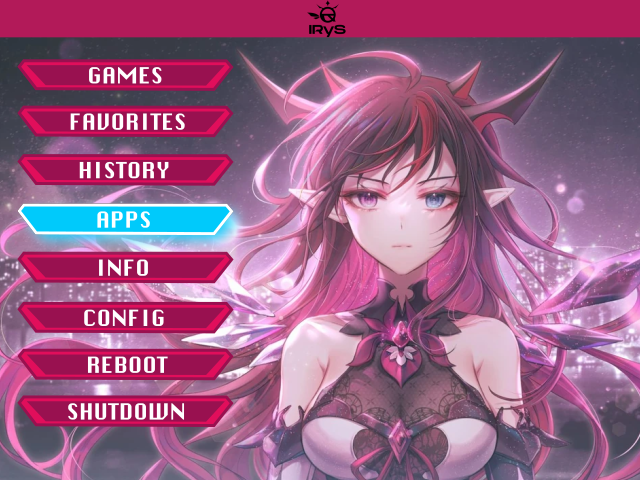 IRyS
GAMES
FAVORITES
HISTORY
APPS
INFO
CONFIG
REBOOT
SHUTDOWN